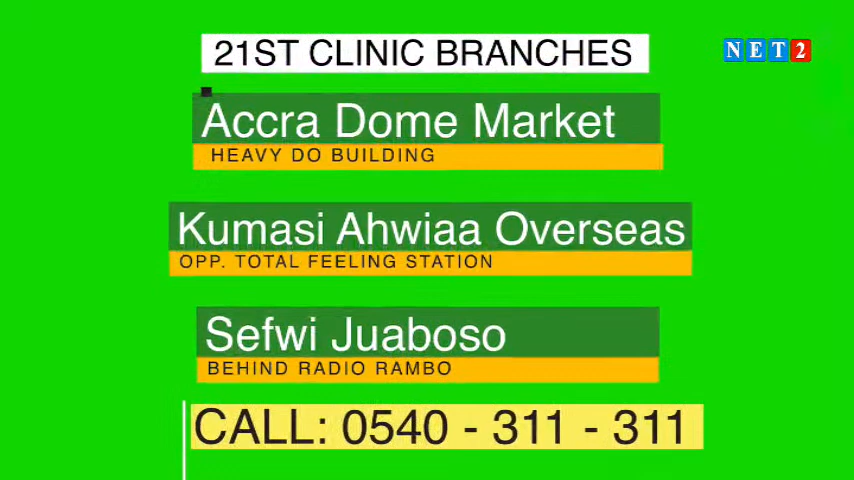 21ST CLINIC BRANCHES
NET2
Accra Dome Market
HEAVY DO BUILDING
Kumasi Ahwiaa Overseas
OPP. TOTAL FEELING STATION
Sefwi Juaboso
BEHIND RADIO RAMBO
CALL: 0540 - 311 - 311